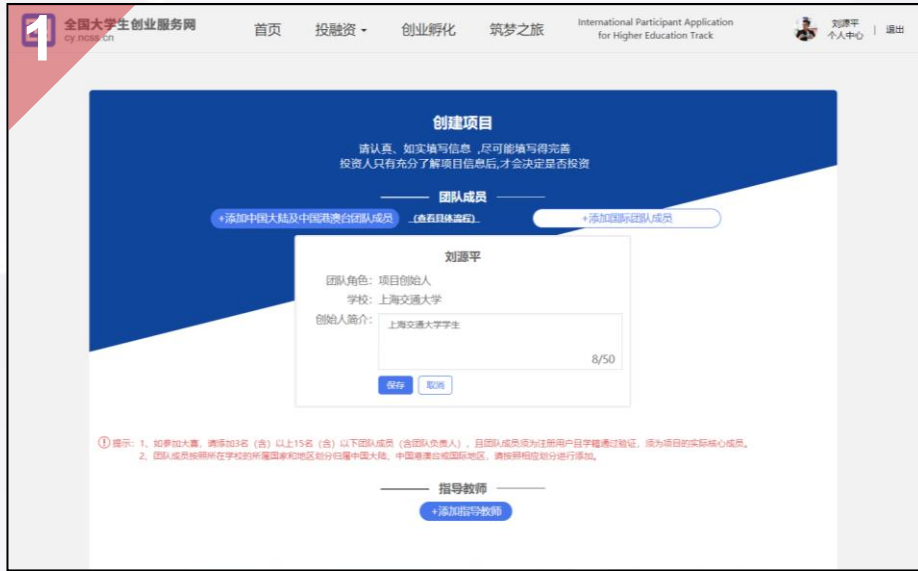 1
全国大学生创业服务网
cy.ncss.cn
首页
投融资
创业孵化
筑梦之旅
International Participant Application
for Higher Education Track
刘源平
个人中心 | 退出
创建项目
请认真、如实填写信息 ,尽可能填写得完善
投资人只有充分了解项目信息后,才会决定是否投资
团队成员
+添加中国大陆及中国港澳台团队成员
(查看具体流程)
+添加国际团队成员
刘源平
团队角色: 项目创始人
学校: 上海交通大学
创始人简介: 上海交通大学学生
8/50
保存 取消
提示: 1、如参加大赛, 请添加3名 (含) 以上15名 (含) 以下团队成员 (含团队负责人) , 且团队成员须为注册用户且学籍通过验证, 须为项目的实际核心成员。
2、团队成员按照所在学校的所属国家和地区划分归属中国大陆、中国港澳台或国际地区, 请按照相应划分进行添加。
指导教师
+添加指导教师